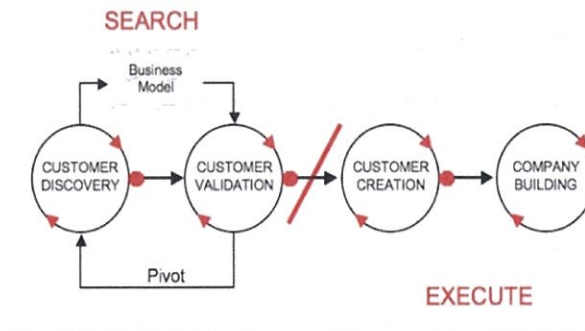 SEARCH
Business
Model
CUSTOMER
DISCOVERY
CUSTOMER
VALIDATION
CUSTOMER
CREATION
COMPANY
BUILDING
Pivot
EXECUTE